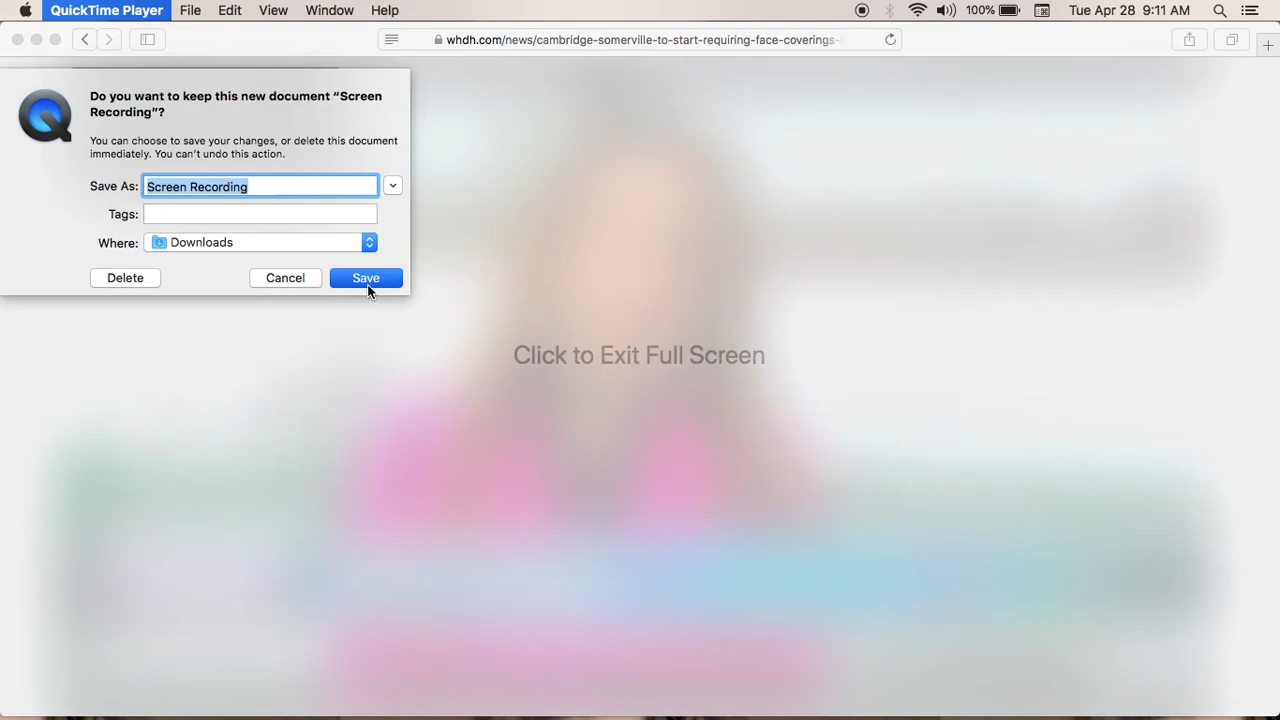 QuickTime Player File Edit View Window Help 100% Tue Apr 28 9:11 AM
whdh.com/news/cambridge-somerville-to-start-requiring-face-coverings-
Do you want to keep this new document “Screen
Recording”?
You can choose to save your changes, or delete this document
immediately. You can’t undo this action.
Save As: Screen Recording
Tags:
Where: Downloads
Delete Cancel Save
Click to Exit Full Screen